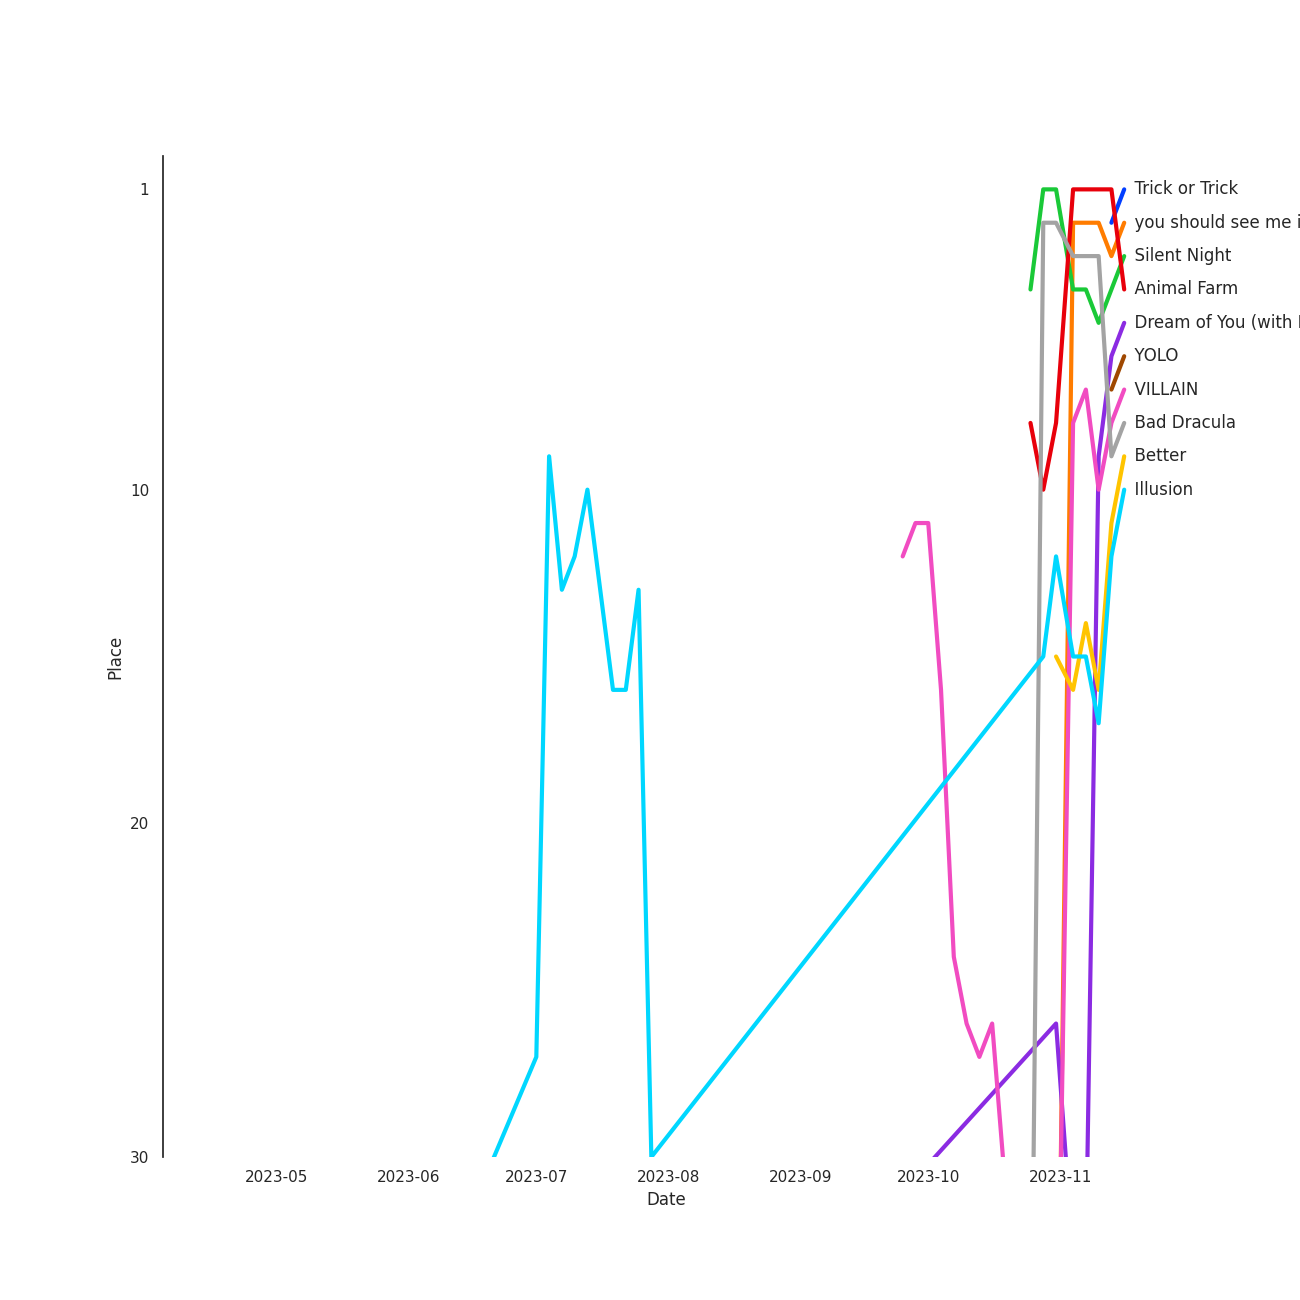 1
10
20
30
Place
2023-05
2023-06
2023-07
2023-08
2023-09
2023-10
2023-11
Date
Trick or Trick
you should see me i
Silent Night
Animal Farm
Dream of You (with
YOLO
VILLAIN
Bad Dracula
Better
Illusion